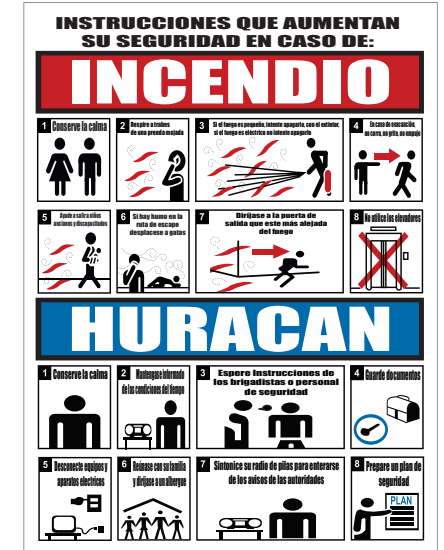 INSTRUCCIONES QUE AUMENTAN
SU SEGURIDAD EN CASO DE:
INCENDIO
1 Conserve la calma
2 Respire a trabes
de una prenda mojada
3 Si el fuego es pequeño, intente apagarlo, con el extintor,
si el fuego es eléctrico no intente apagarlo
4 En caso de evacuación,
no corra, no grite, no empuje
5 Ayude a salir a niños
ancianos y discapacitados
6 Si hay humo en la
ruta de escape
desplacese a gatas
7 Diríjase a la puerta de
salida que este más alejada
del fuego
8 No utilice los elevadores
HURACAN
1 Conserve la calma
2 Mantengase informado
de las condiciones del tiempo
3 Espere Instrucciones de
los brigadistas o personal
de seguridad
4 Guarde documentos
5 Desconecte equipos y
aparatos electricos
6 Reúnase con su familia
y diríjase a un albergue
7 Sintonice su radio de pilas para enterarse
de los avisos de las autoridades
8 Prepare un plan de
seguridad
PLAN